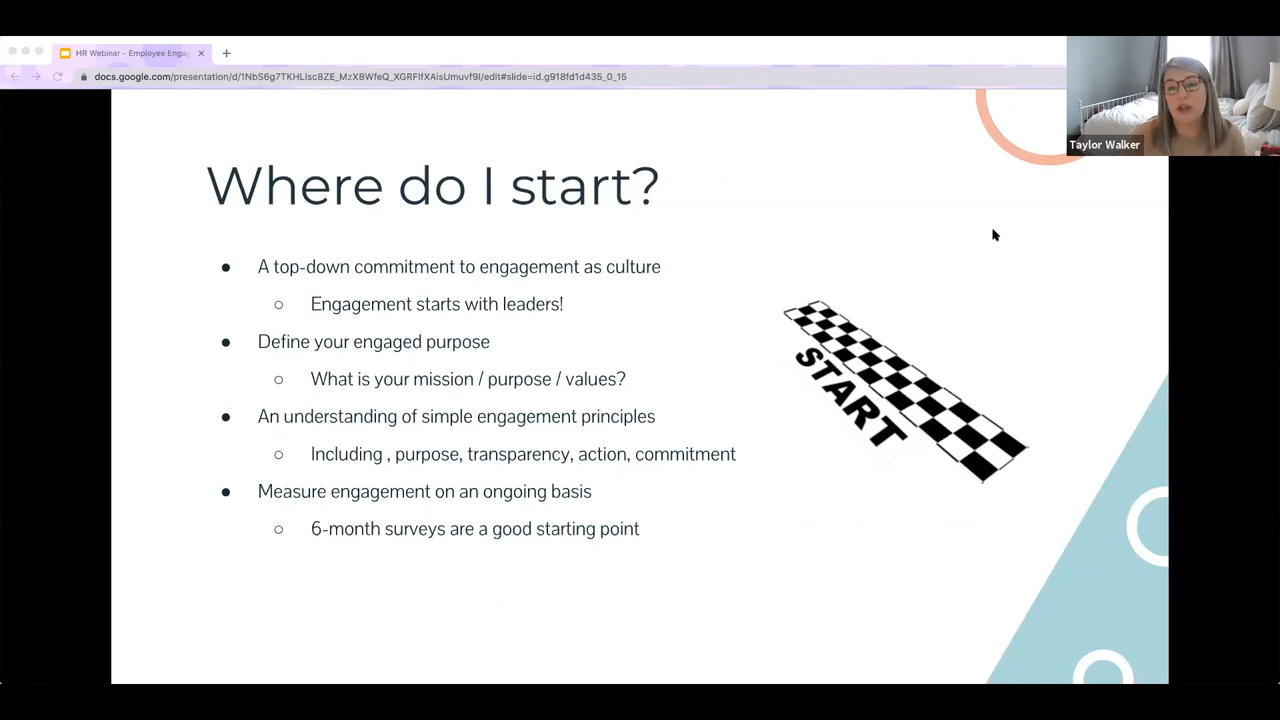 HR Webinar - Employee Engag
docs.google.com/presentation/d/1NbS6g7TKHLlsc8ZE_MzX8WfeQ_XGRFIfXAisUmuvf9I/edit#slide=id.g918fd1d435_0_15
Taylor Walker
Where do I start?
● A top-down commitment to engagement as culture
○ Engagement starts with leaders!
● Define your engaged purpose
○ What is your mission / purpose / values?
● An understanding of simple engagement principles
○ Including , purpose, transparency, action, commitment
● Measure engagement on an ongoing basis
○ 6-month surveys are a good starting point
START